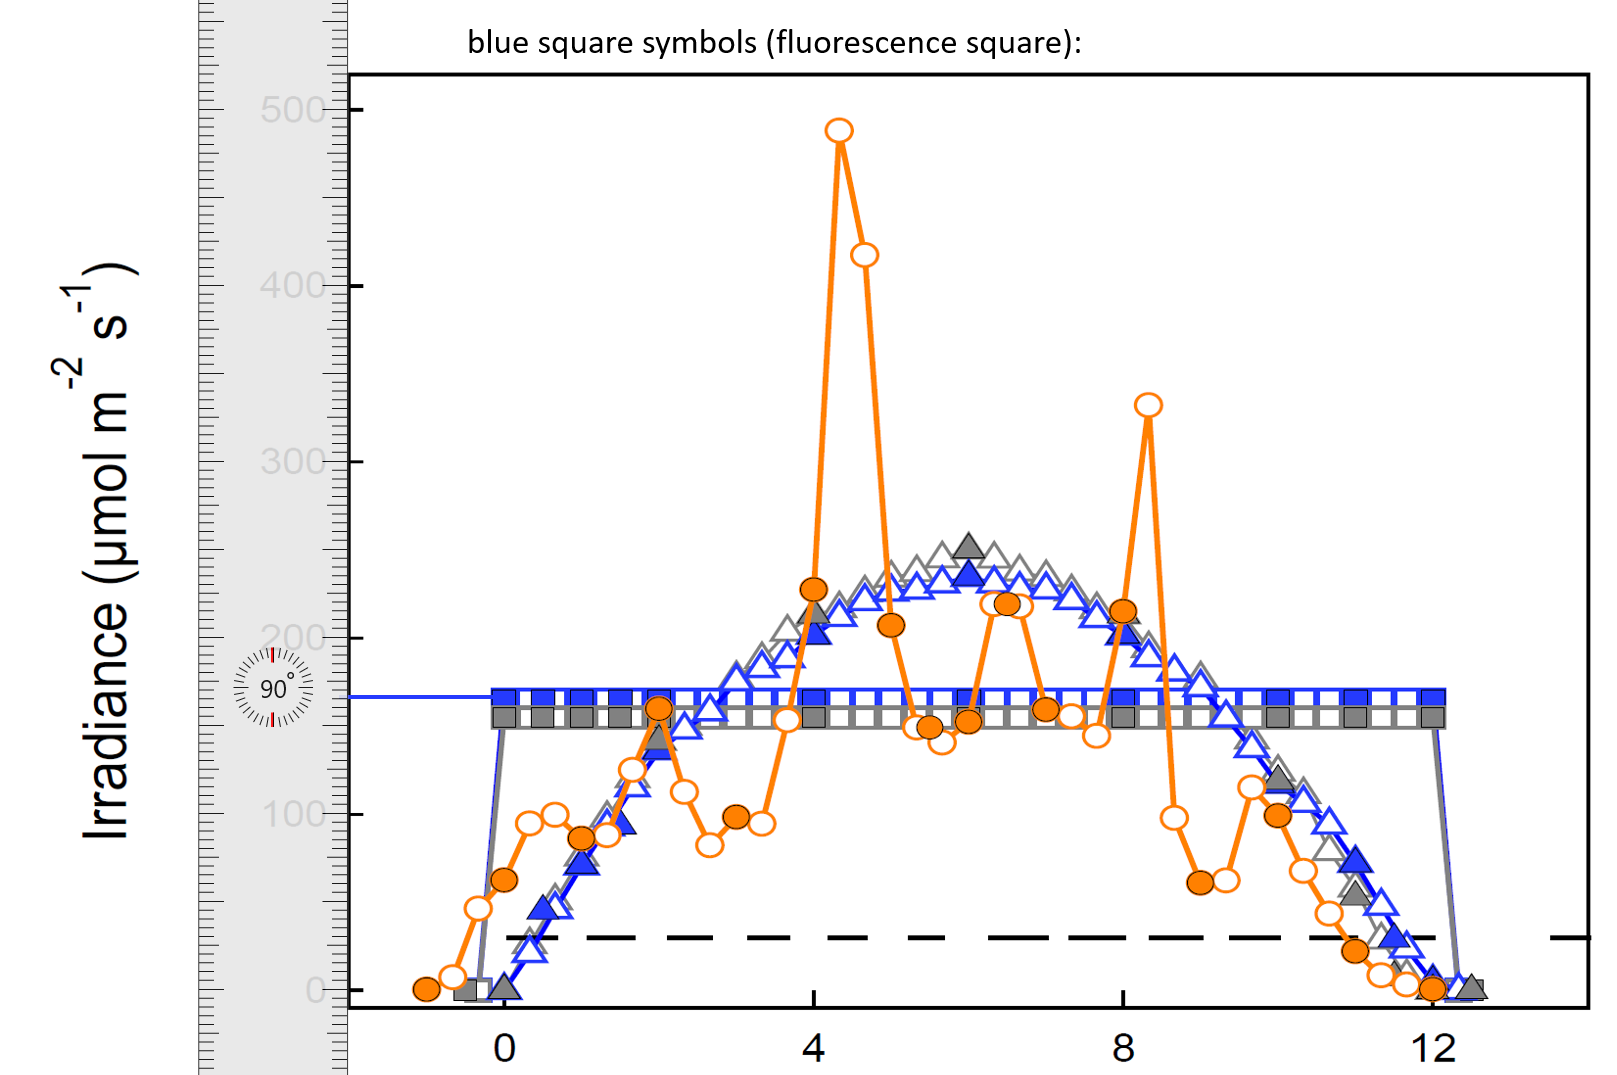 blue square symbols (fluorescence square):
Irradiance (μmol m-2 s-1)
500
400
300
200
100
0
90°
0 4 8 12